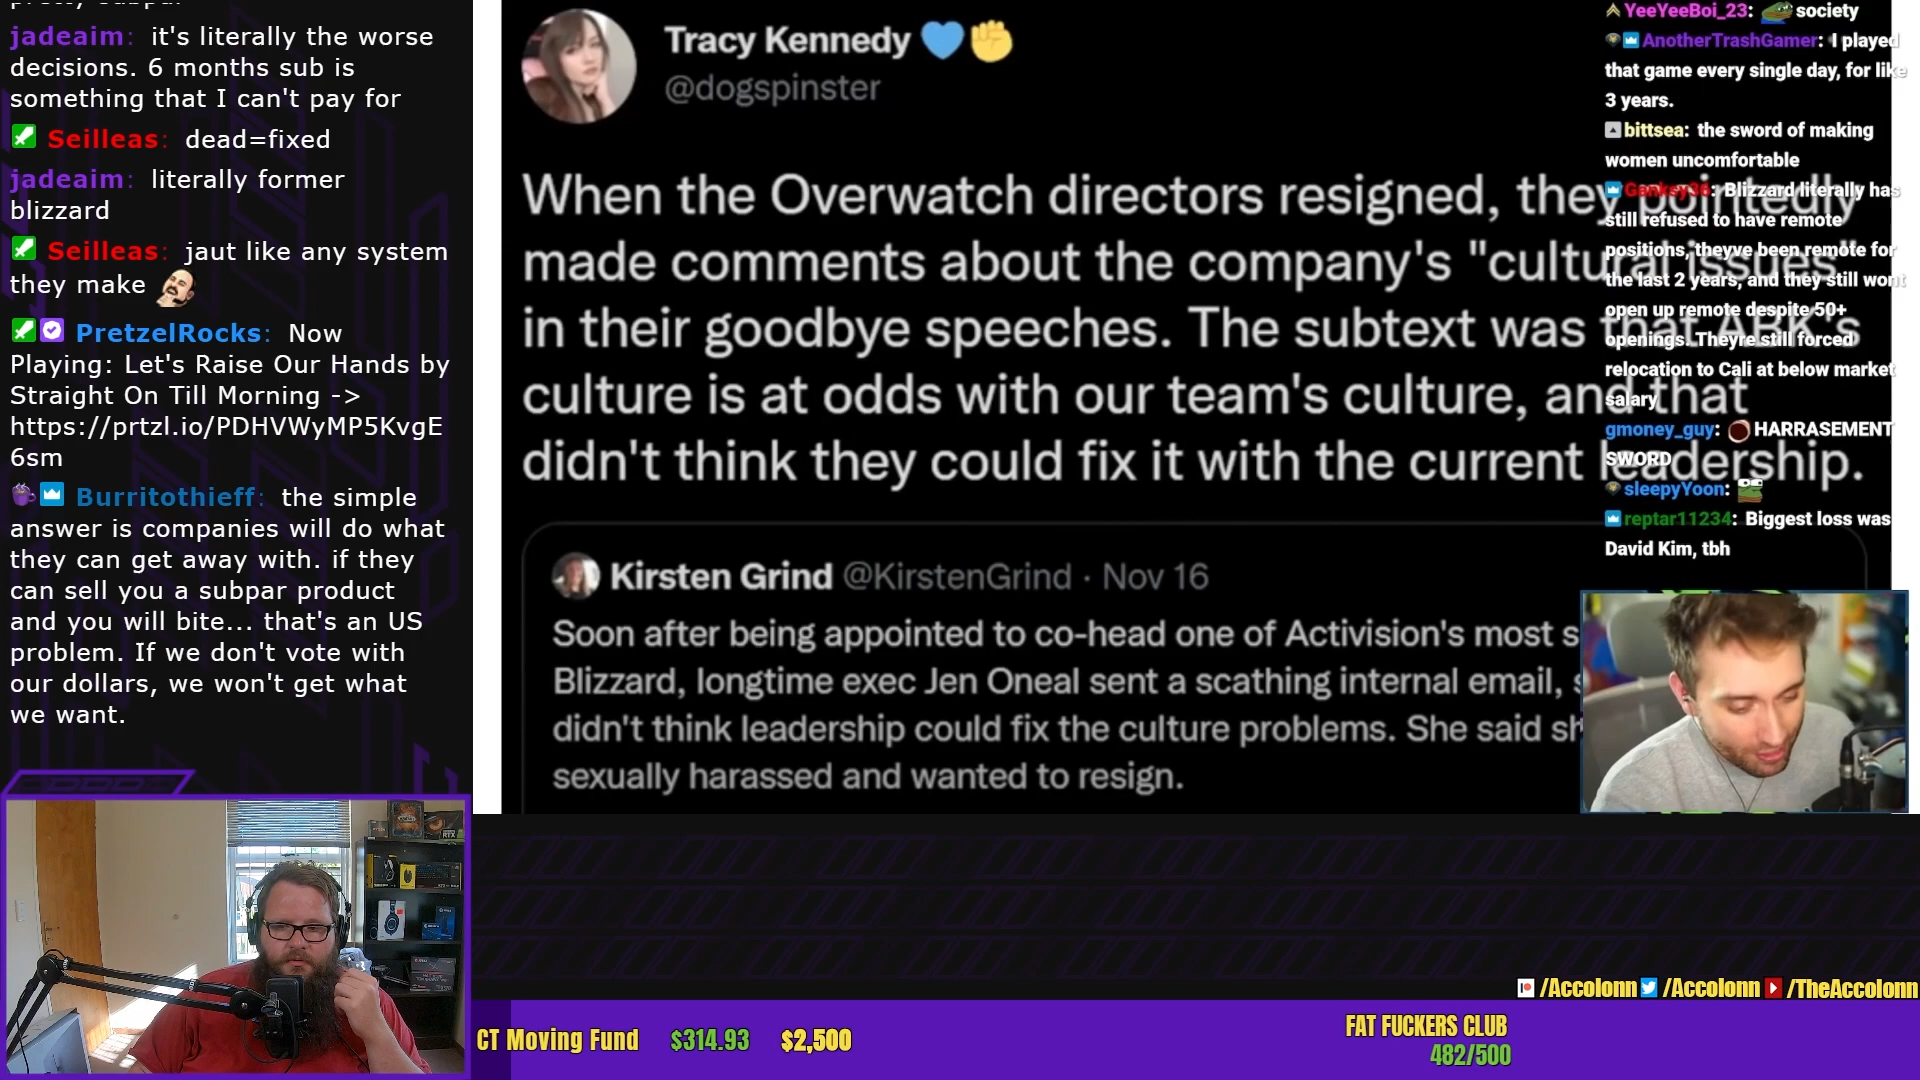 jadeaim: it's literally the worse
decisions. 6 months sub is
something that I can't pay for
Seilleas: dead=fixed
jadeaim: literally former
blizzard
Seilleas: jaut like any system
they make
PretzelRocks: Now
Playing: Let's Raise Our Hands by
Straight On Till Morning ->
https://prtzl.io/PDHVWyMP5KvgE
6sm
Burritothieff: the simple
answer is companies will do what
they can get away with. if they
can sell you a subpar product
and you will bite... that's an US
problem. If we don't vote with
our dollars, we won't get what
we want.
Tracy Kennedy 💙✊
@dogspinster
When the Overwatch directors resigned, they pointedly
made comments about the company's "culture issues"
in their goodbye speeches. The subtext was that ABK's
culture is at odds with our team's culture, and that
didn't think they could fix it with the current leadership.
Kirsten Grind @KirstenGrind · Nov 16
Soon after being appointed to co-head one of Activision's most
Blizzard, longtime exec Jen Oneal sent a scathing internal email,
didn't think leadership could fix the culture problems. She said
sexually harassed and wanted to resign.
YeeYeeBoi_23: society
AnotherTrashGamer: I played
that game every single day, for like
3 years.
bittsea: the sword of making
women uncomfortable
Ganksy36: Blizzard literally has
still refused to have remote
positions, theyve been remote for
the last 2 years, and they still wont
open up remote despite 50+
openings. Theyre still forced
relocation to Cali at below market
salary
gmoney_guy: HARRASEMENT
SWORD
sleepyYoon:
reptar11234: Biggest loss was
David Kim, tbh
/Accolonn /Accolonn /TheAccolonn
CT Moving Fund $314.93 $2,500
FAT FUCKERS CLUB
482/500